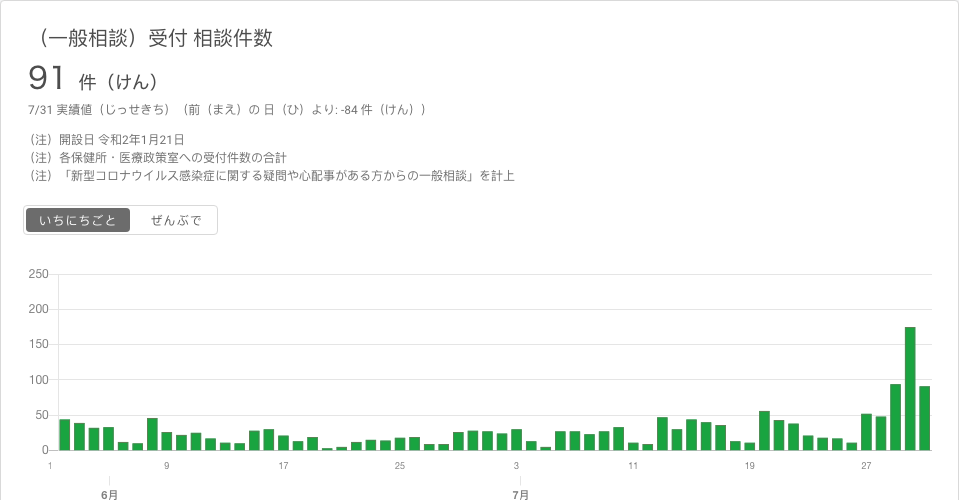 （一般相談）受付 相談件数
91 件（けん）
7/31 実績値（じっせきち）（前（まえ）の 日（ひ）より: -84 件（けん））
（注）開設日 令和2年1月21日
（注）各保健所・医療政策室への受付件数の合計
（注）「新型コロナウイルス感染症に関する疑問や心配事がある方からの一般相談」を計上
いちにちごと ぜんぶで
250
200
150
100
50
0
1 9 17 25 3 11 19 27
6月 7月